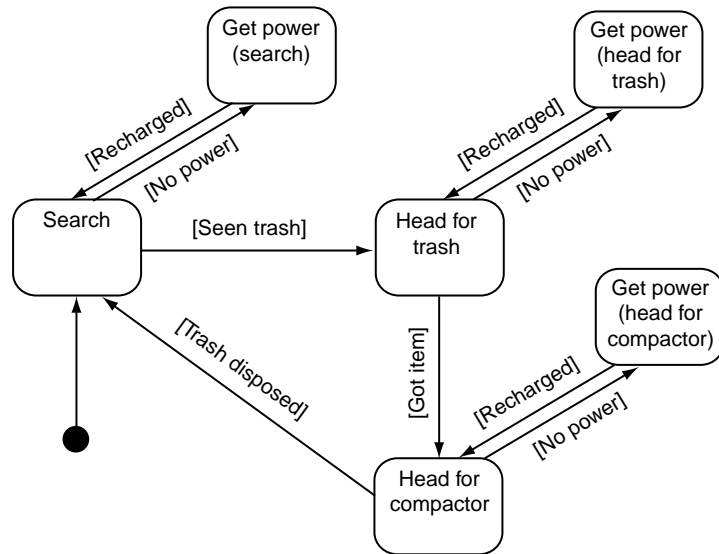 Get power
(search)
Get power
(head for
trash)
[Recharged]
[No power]
[Recharged]
[No power]
Search
[Seen trash]
Head for
trash
Get power
(head for
compactor)
[Trash disposed]
[Got item]
[Recharged]
[No power]
Head for
compactor